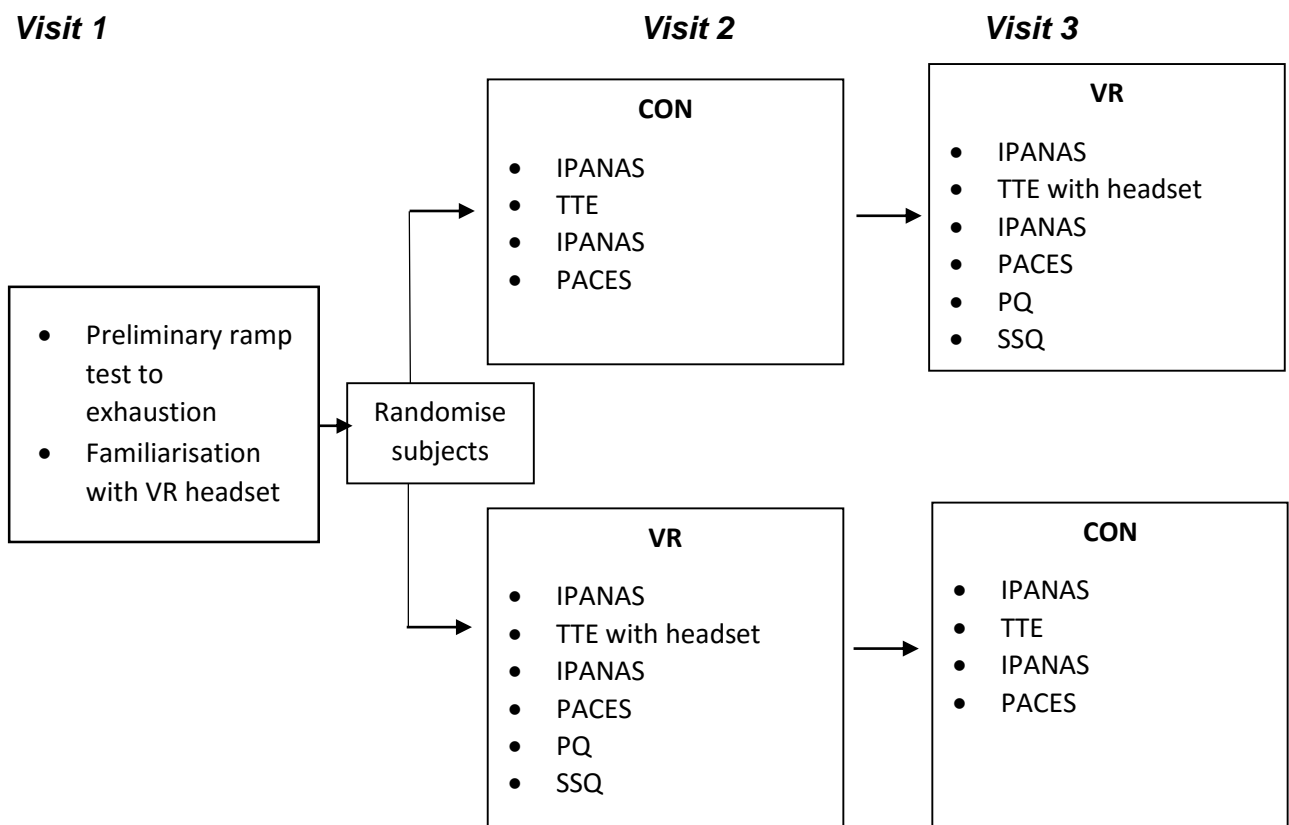 Visit 1
Visit 2
Visit 3
• Preliminary ramp
test to
exhaustion
• Familiarisation
with VR headset
Randomise
subjects
CON
• IPANAS
• TTE
• IPANAS
• PACES
VR
• IPANAS
• TTE with headset
• IPANAS
• PACES
• PQ
• SSQ
VR
• IPANAS
• TTE with headset
• IPANAS
• PACES
• PQ
• SSQ
CON
• IPANAS
• TTE
• IPANAS
• PACES